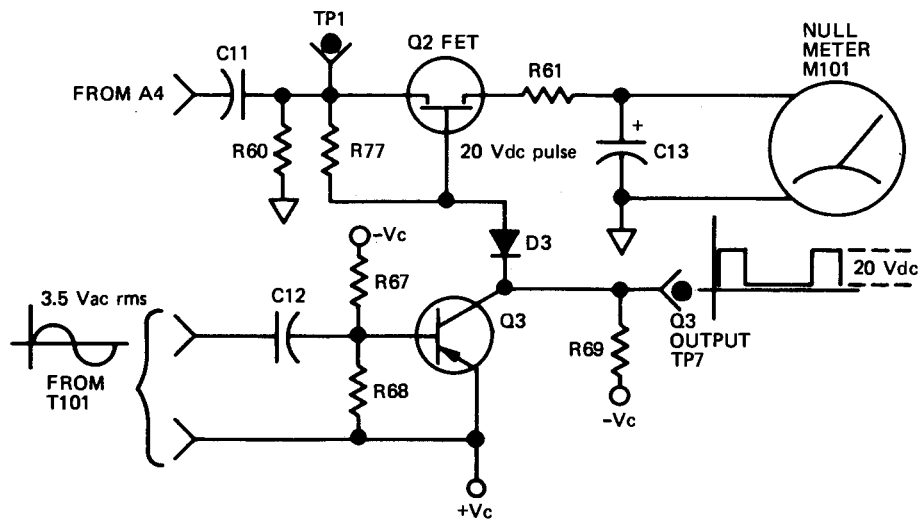 TP1
NULL
METER
M101
Q2 FET
C11
R61
FROM A4
+
R60
R77
20 Vdc pulse
C13
-Vc
D3
20 Vdc
R67
3.5 Vac rms
C12
Q3
Q3
OUTPUT
TP7
R69
FROM
T101
R68
-Vc
+Vc